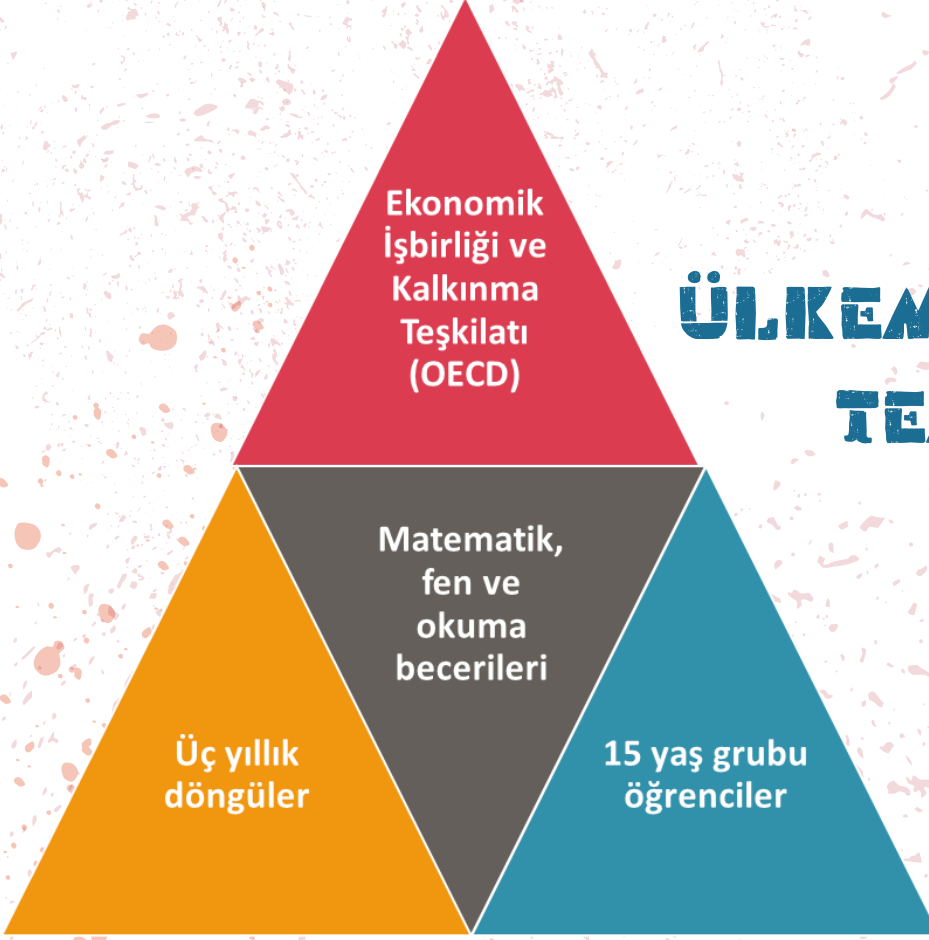 Ekonomik
İşbirliği ve
Kalkınma
Teşkilatı
(OECD)
Matematik,
fen ve
okuma
becerileri
Üç yıllık
döngüler
15 yaş grubu
öğrenciler